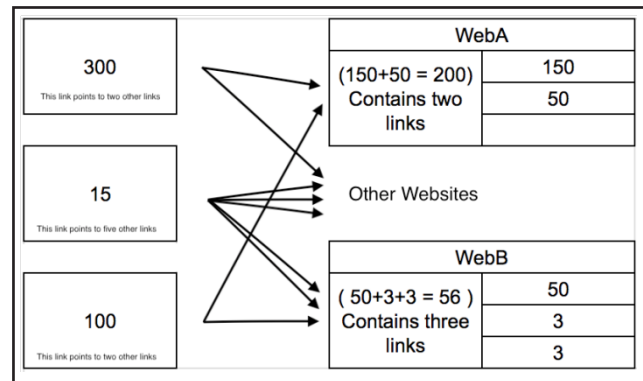 300
This link points to two other links
15
This link points to five other links
100
This link points to two other links
WebA
(150+50 = 200)
Contains two
links
150
50
Other Websites
WebB
( 50+3+3 = 56 )
Contains three
links
50
3
3